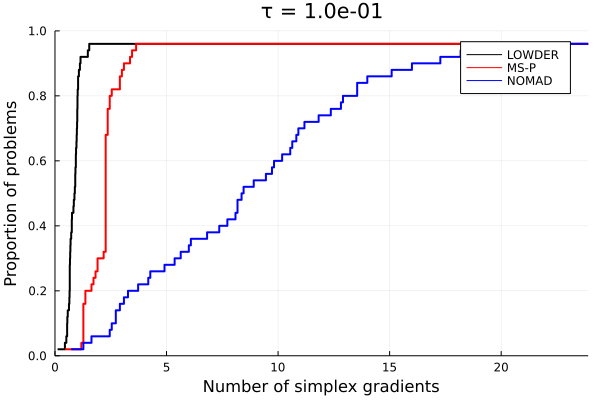 τ = 1.0e-01
Proportion of problems
1.0
0.8
0.6
0.4
0.2
0.0
LOWDER
MS-P
NOMAD
0 5 10 15 20
Number of simplex gradients